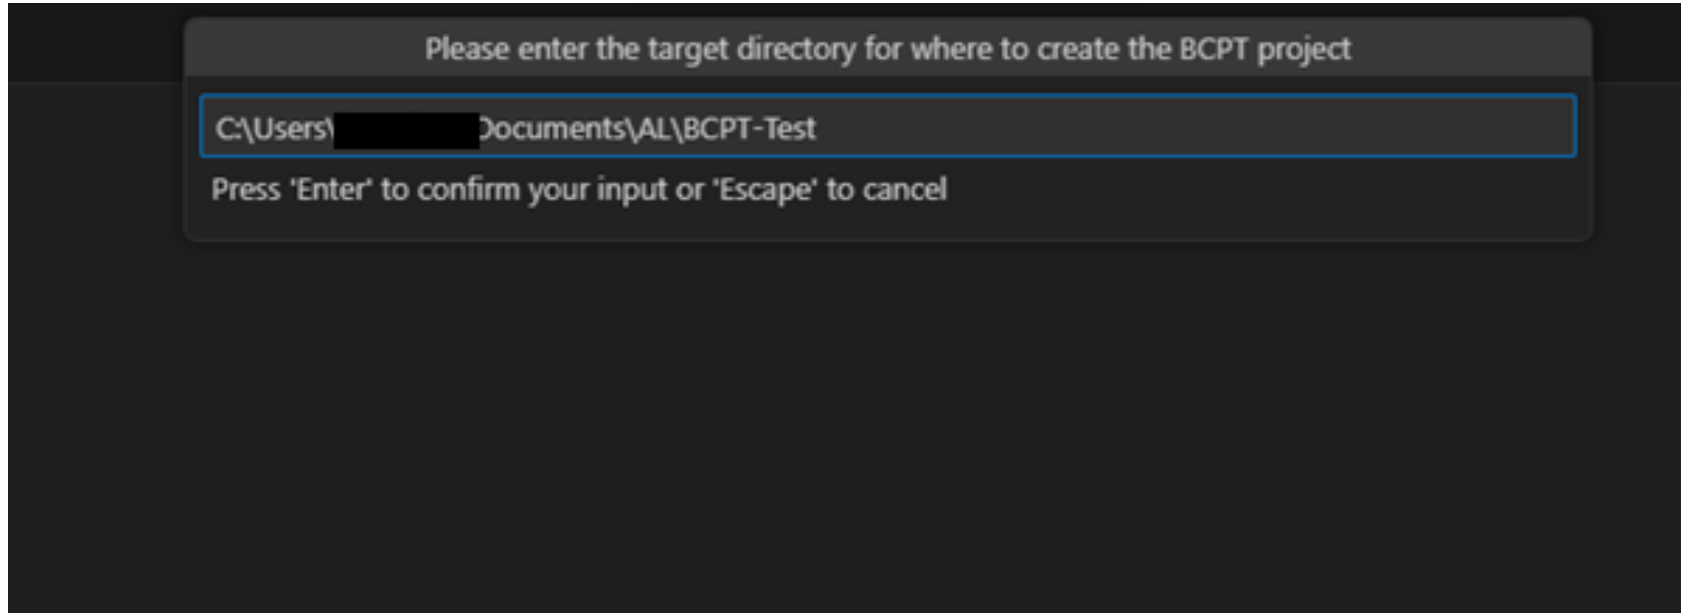 Please enter the target directory for where to create the BCPT project
C:\Users\ Documents\AL\BCPT-Test
Press 'Enter' to confirm your input or 'Escape' to cancel